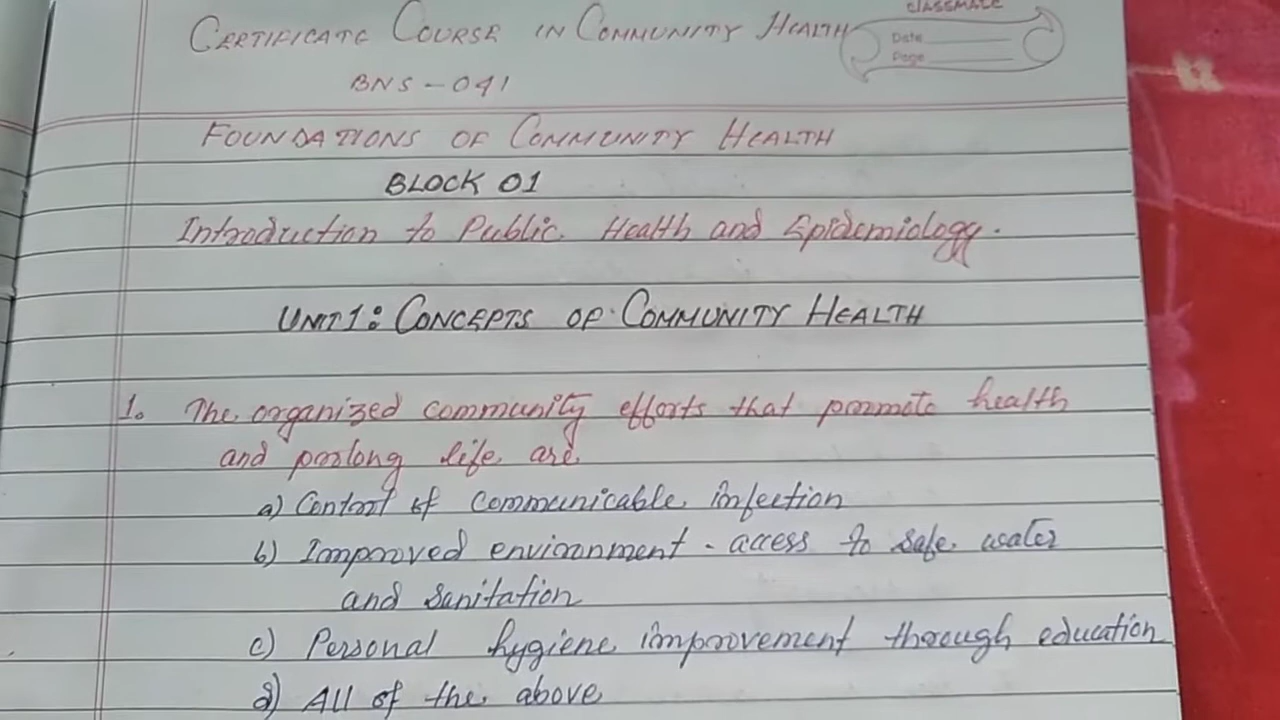 classmate
Date
Page
CERTIFICATE COURSE IN COMMUNITY HEALTH
BNS - 041
FOUNDATIONS OF COMMUNITY HEALTH
BLOCK 01
Introduction to Public Health and Epidemiology.
UNIT 1: CONCEPTS OF COMMUNITY HEALTH
1. The organized community efforts that promote health
and prolong life are
a) Control of communicable infection
b) Improved environment - access to safe water
and sanitation
c) Personal hygiene improvement through education
d) All of the above